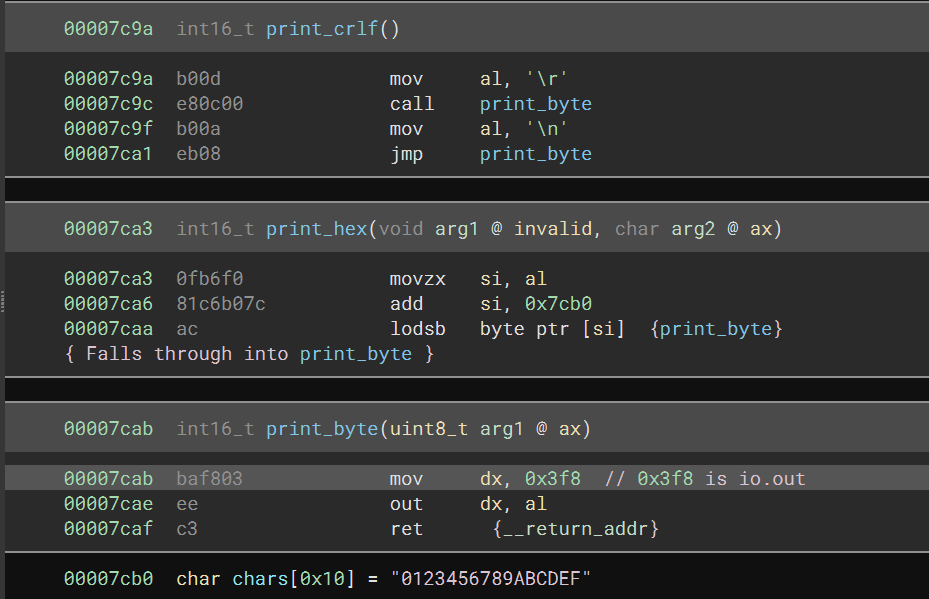 00007c9a  int16_t print_crlf()
00007c9a  b00d               mov     al, '\r'
00007c9c  e80c00             call    print_byte
00007c9f  b00a               mov     al, '\n'
00007ca1  eb08               jmp     print_byte
00007ca3  int16_t print_hex(void arg1 @ invalid, char arg2 @ ax)
00007ca3  0fb6f0             movzx   si, al
00007ca6  81c6b07c           add     si, 0x7cb0
00007caa  ac                 lodsb   byte ptr [si]  {print_byte}
{ Falls through into print_byte }
00007cab  int16_t print_byte(uint8_t arg1 @ ax)
00007cab  baf803             mov     dx, 0x3f8  // 0x3f8 is io.out
00007cae  ee                 out     dx, al
00007caf  c3                 ret      {__return_addr}
00007cb0  char chars[0x10] = "0123456789ABCDEF"